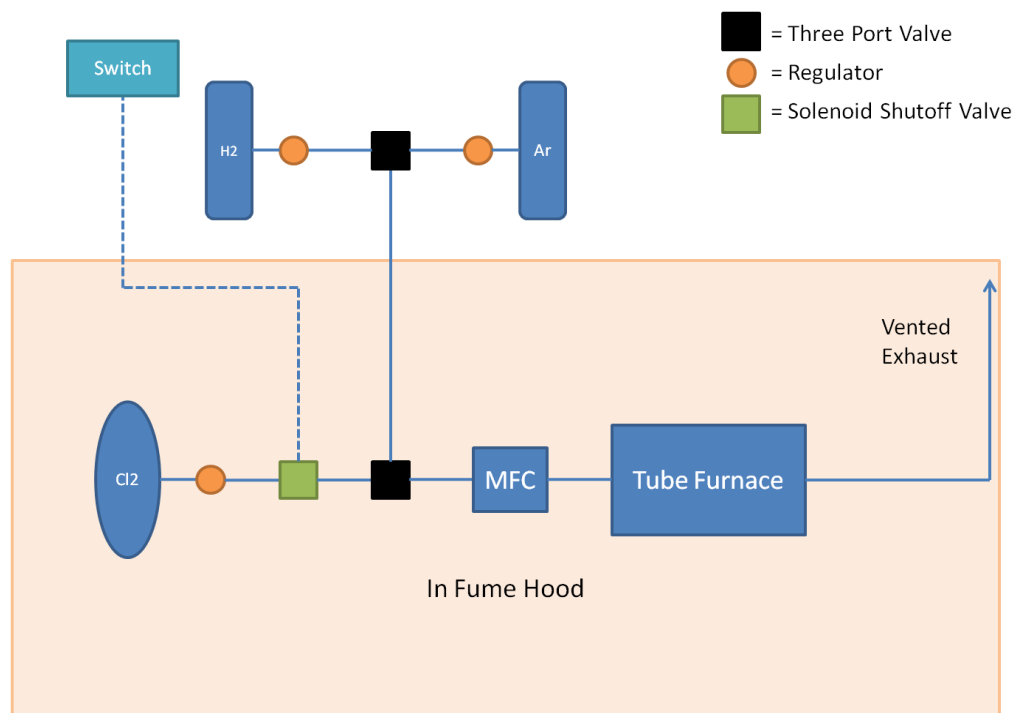 = Three Port Valve
Switch
= Regulator
= Solenoid Shutoff Valve
H2
Ar
Vented
Exhaust
Cl2
MFC
Tube Furnace
In Fume Hood